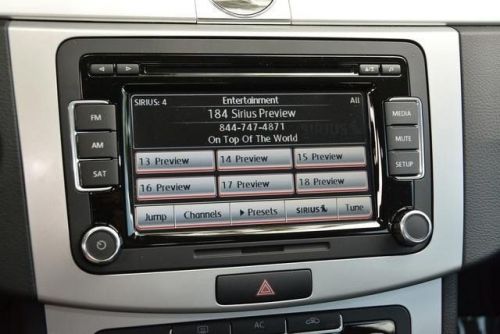 SIRIUS: 4 Entertainment All
184 Sirius Preview
844-747-4871
On Top Of The World
13 Preview 14 Preview 15 Preview
16 Preview 17 Preview 18 Preview
Jump Channels Presets SIRIUS Tune
FM
AM
SAT
MEDIA
MUTE
SETUP
AC